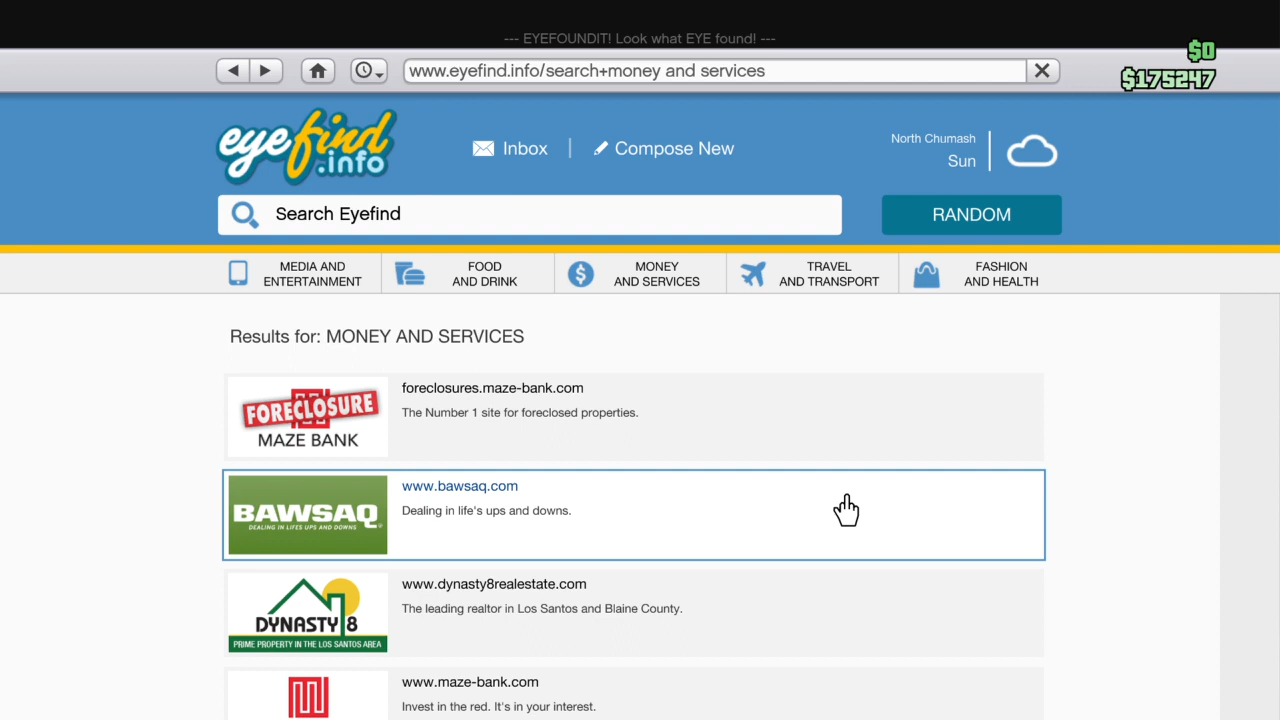 --- EYEFOUNDIT! Look what EYE found! ---
$0
www.eyefind.info/search+money and services
$175247
eyefind.info
Inbox
Compose New
North Chumash
Sun
Search Eyefind
RANDOM
MEDIA AND
ENTERTAINMENT
FOOD
AND DRINK
MONEY
AND SERVICES
TRAVEL
AND TRANSPORT
FASHION
AND HEALTH
Results for: MONEY AND SERVICES
FORECLOSURE
MAZE BANK
foreclosures.maze-bank.com
The Number 1 site for foreclosed properties.
BAWSAQ
DEALING IN LIFES UPS AND DOWNS
www.bawsaq.com
Dealing in life's ups and downs.
DYNASTY 8
PRIME PROPERTY IN THE LOS SANTOS AREA
www.dynasty8realestate.com
The leading realtor in Los Santos and Blaine County.
www.maze-bank.com
Invest in the red. It's in your interest.